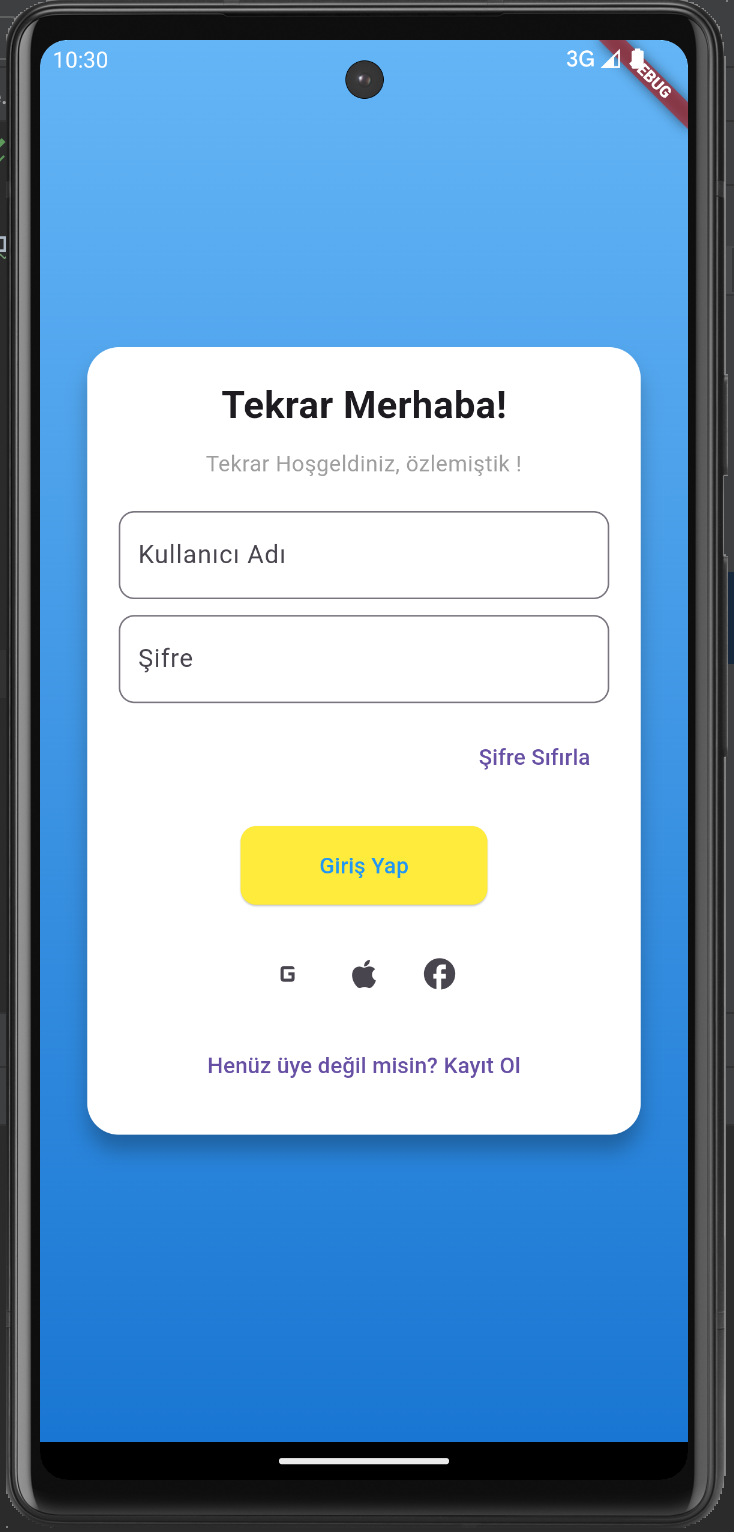 10:30
3G
DEBUG
Tekrar Merhaba!
Tekrar Hoşgeldiniz, özlemiştik !
Kullanıcı Adı
Şifre
Şifre Sıfırla
Giriş Yap
G
Henüz üye değil misin? Kayıt Ol